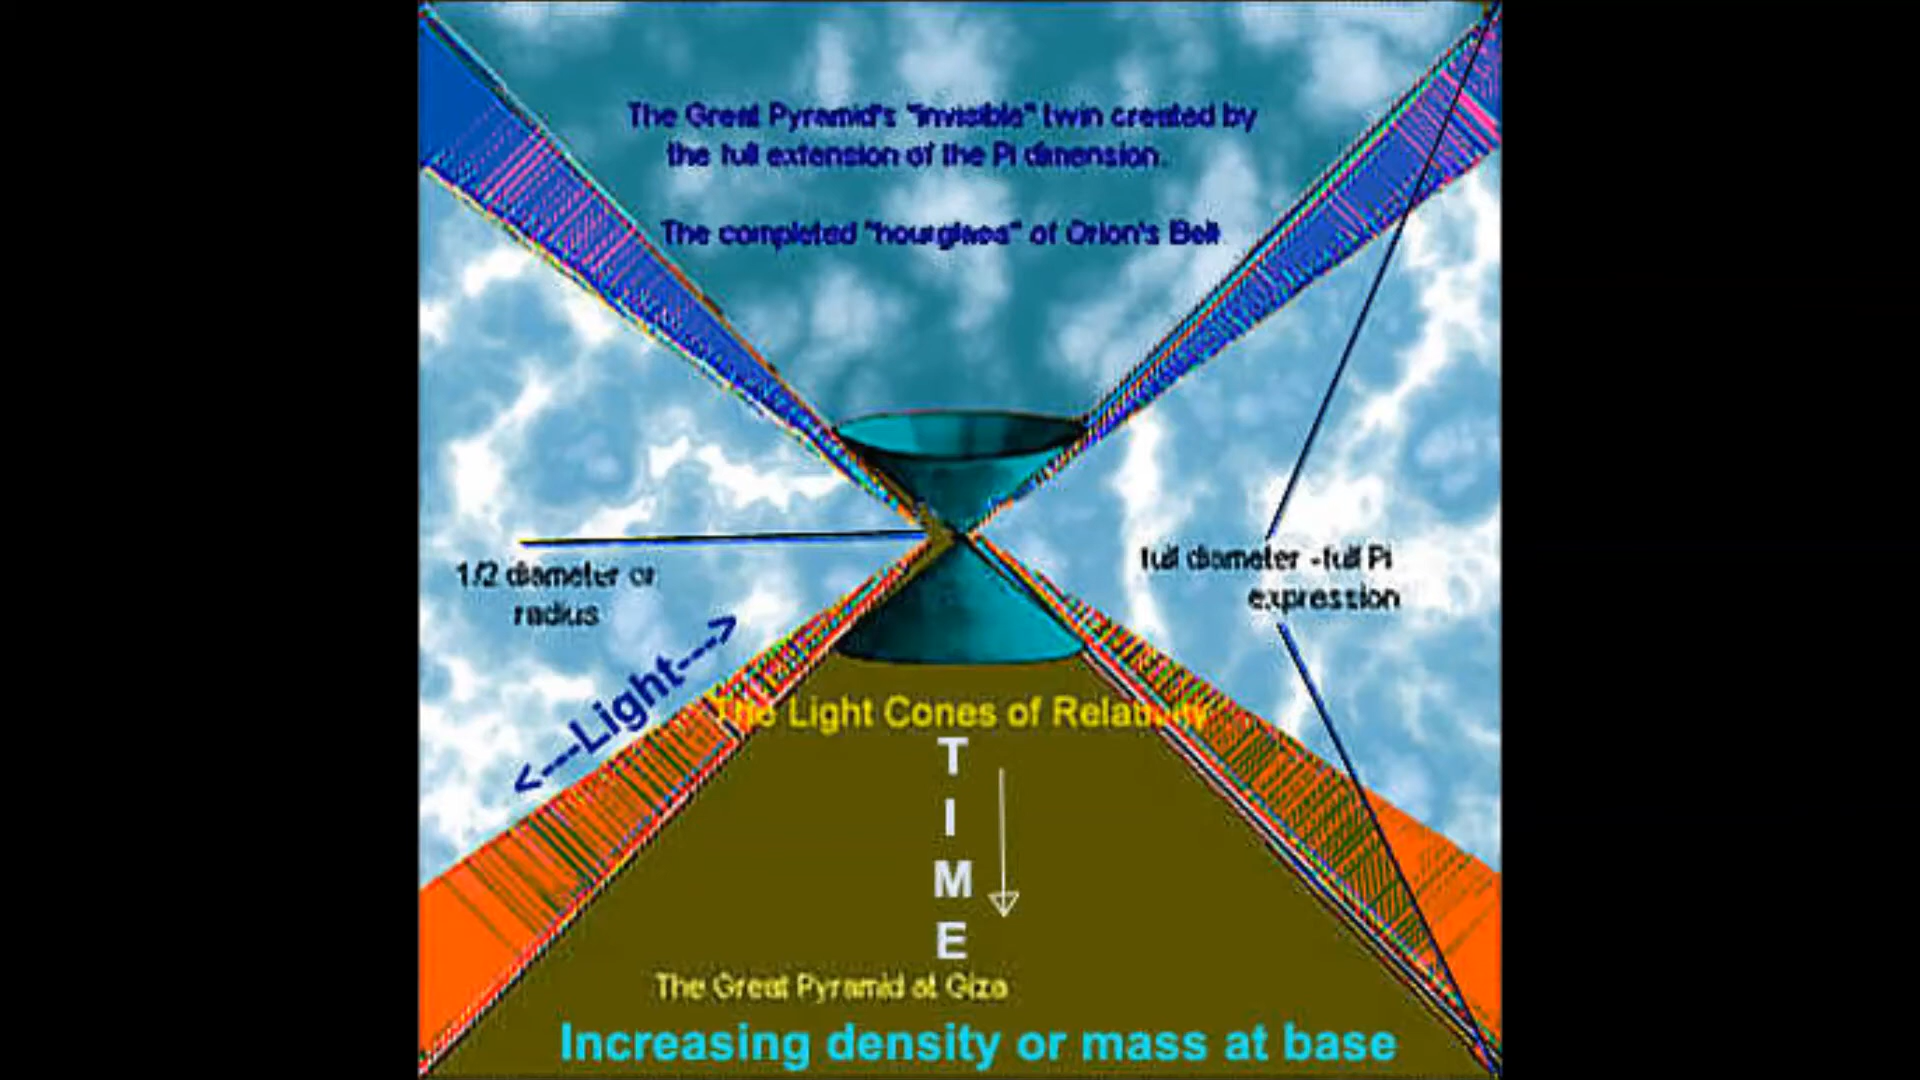 The Great Pyramid's "invisible" twin created by
the full extension of the Pi dimension.
The completed "hourglass" of Orion's Belt
1/2 diameter or
radius
full diameter -full Pi
expression
<---Light--->
The Light Cones of Relativity
T
I
M
E
The Great Pyramid at Giza
Increasing density or mass at base